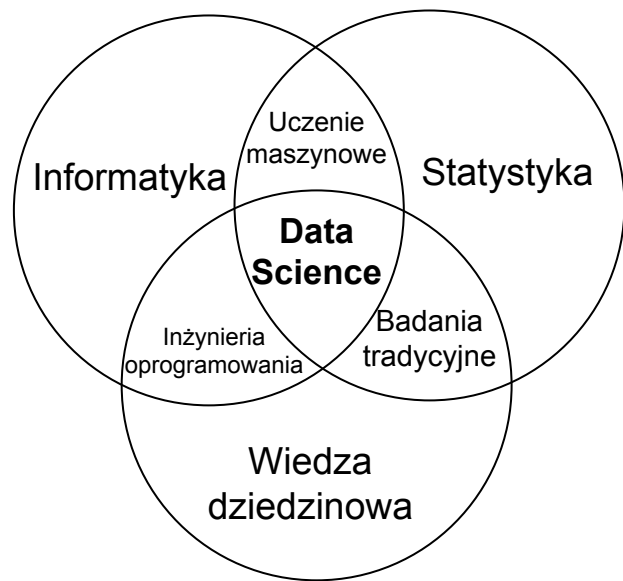 Uczenie
maszynowe
Informatyka
Statystyka
Data
Science
Inżynieria
oprogramowania
Badania
tradycyjne
Wiedza
dziedzinowa